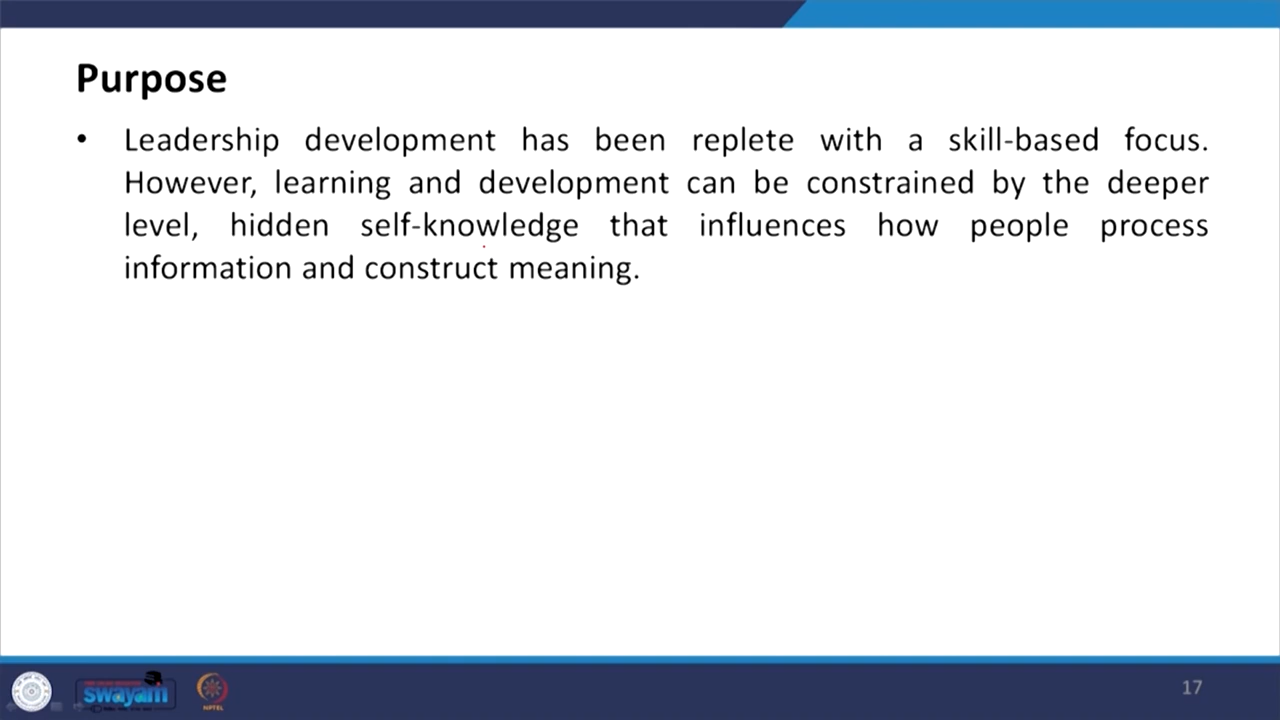 Purpose
• Leadership development has been replete with a skill-based focus.
However, learning and development can be constrained by the deeper
level, hidden self-knowledge that influences how people process
information and construct meaning.
swayam
NPTEL
17